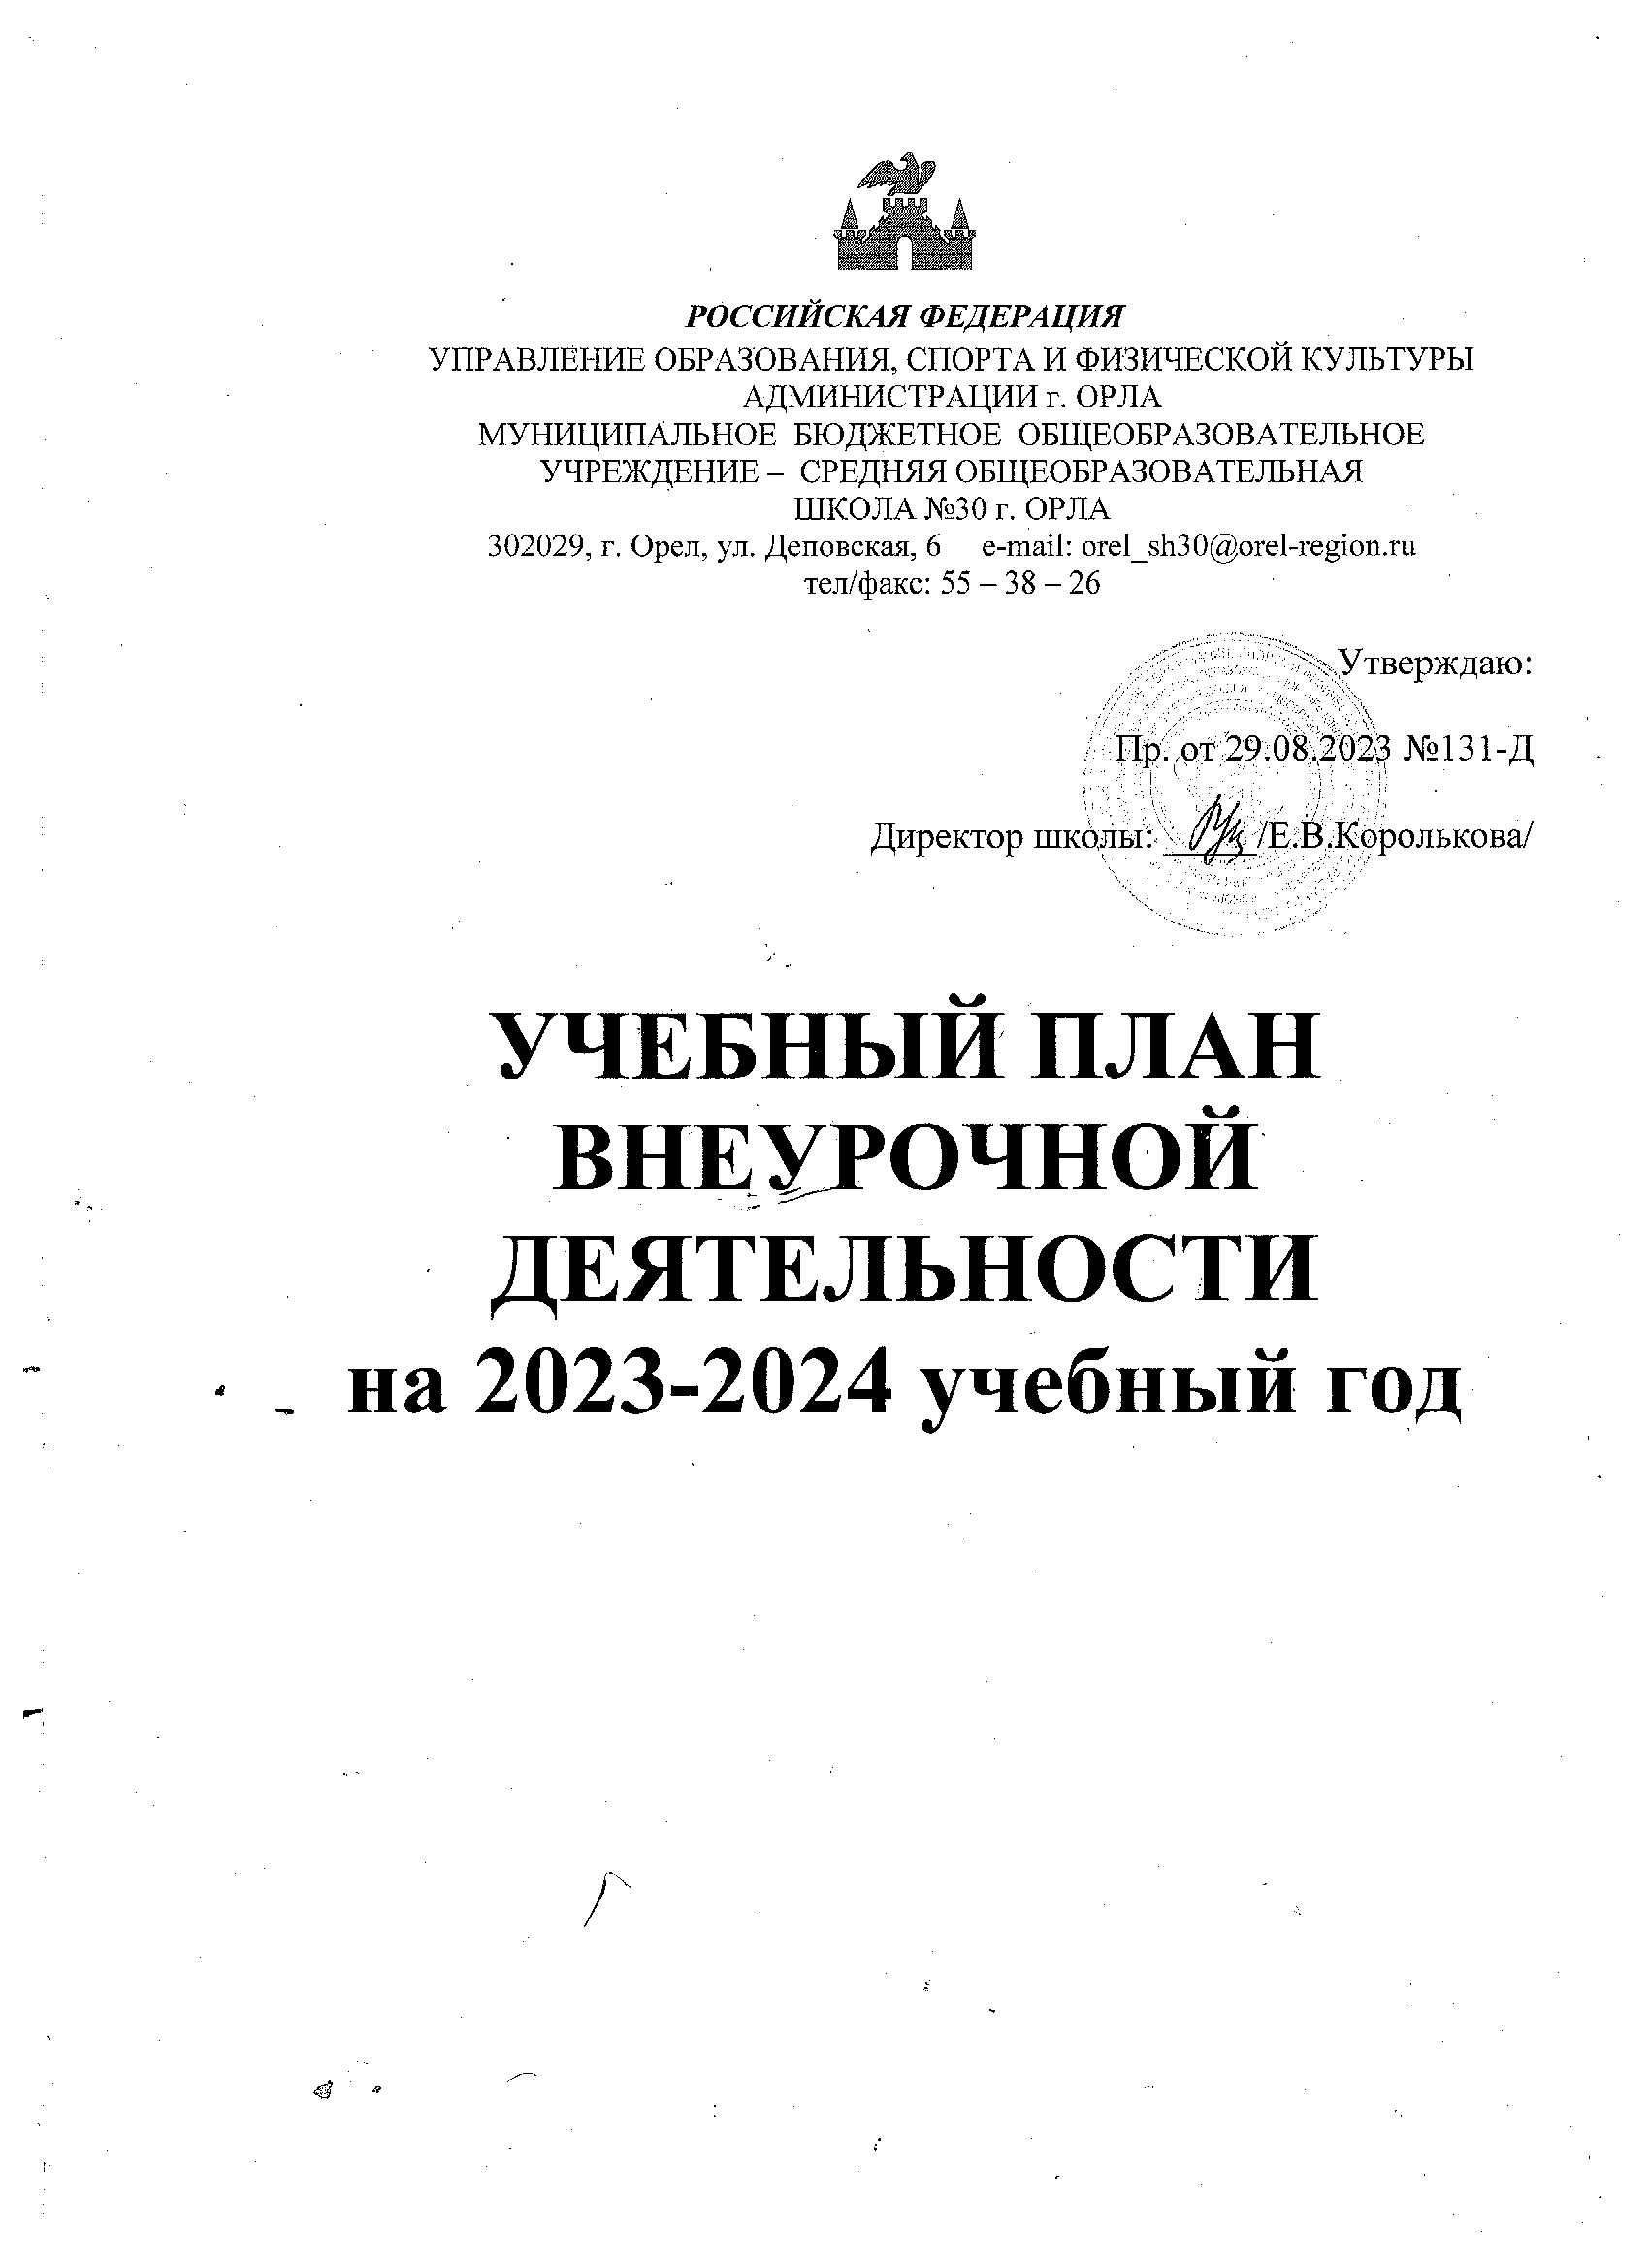 РОССИЙСКАЯ ФЕДЕРАЦИЯ
УПРАВЛЕНИЕ ОБРАЗОВАНИЯ, СПОРТА И ФИЗИЧЕСКОЙ КУЛЬТУРЫ
АДМИНИСТРАЦИИ г. ОРЛА
МУНИЦИПАЛЬНОЕ БЮДЖЕТНОЕ ОБЩЕОБРАЗОВАТЕЛЬНОЕ
УЧРЕЖДЕНИЕ – СРЕДНЯЯ ОБЩЕОБРАЗОВАТЕЛЬНАЯ
ШКОЛА №30 г. ОРЛА
302029, г. Орел, ул. Деповская, 6 e-mail: orel_sh30@orel-region.ru
тел/факс: 55 – 38 – 26
Утверждаю:
Пр. от 29.08.2023 №131-Д
Директор школы: /Е.В.Королькова/
УЧЕБНЫЙ ПЛАН
ВНЕУРОЧНОЙ
ДЕЯТЕЛЬНОСТИ
на 2023-2024 учебный год